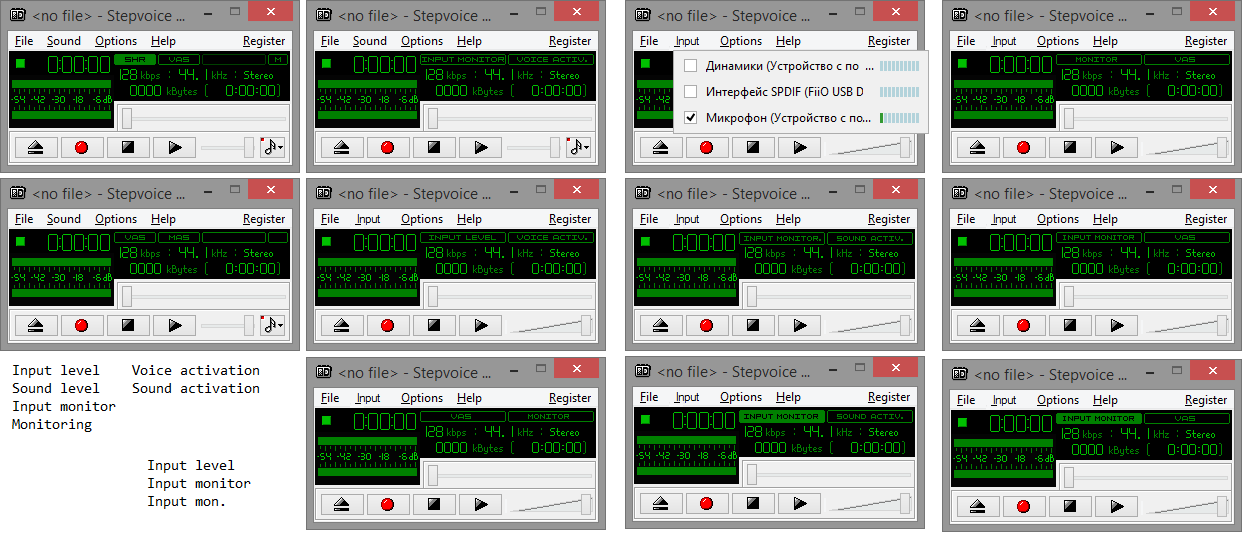 <no file> - Stepvoice ...
File Sound Options Help Register
0:00:00 SHR VAS M
128 kbps : 44.1 kHz : Stereo
-54 -42 -30 -18 -6dB 0000 kBytes ( 0:00:00)
<no file> - Stepvoice ...
File Sound Options Help Register
0:00:00 INPUT MONITOR VOICE ACTIV.
128 kbps : 44.1 kHz : Stereo
-54 -42 -30 -18 -6dB 0000 kBytes ( 0:00:00)
<no file> - Stepvoice ...
File Input Options Help Register
Динамики (Устройство с по ...
Интерфейс SPDIF (FiiO USB D
Микрофон (Устройство с по...
-54 -42
<no file> - Stepvoice ...
File Input Options Help Register
0:00:00 MONITOR VAS
128 kbps : 44.1 kHz : Stereo
-54 -42 -30 -18 -6dB 0000 kBytes ( 0:00:00)
<no file> - Stepvoice ...
File Sound Options Help Register
0:00:00 VAS MAS
128 kbps : 44.1 kHz : Stereo
-54 -42 -30 -18 -6dB 0000 kBytes ( 0:00:00)
<no file> - Stepvoice ...
File Input Options Help Register
0:00:00 INPUT LEVEL VOICE ACTIV.
128 kbps : 44.1 kHz : Stereo
-54 -42 -30 -18 -6dB 0000 kBytes ( 0:00:00)
<no file> - Stepvoice ...
File Input Options Help Register
0:00:00 INPUT MONITOR. SOUND ACTIV.
128 kbps : 44.1 kHz : Stereo
-54 -42 -30 -18 -6dB 0000 kBytes ( 0:00:00)
<no file> - Stepvoice ...
File Input Options Help Register
0:00:00 INPUT MONITOR VAS
128 kbps : 44.1 kHz : Stereo
-54 -42 -30 -18 -6dB 0000 kBytes ( 0:00:00)
Input level Voice activation
Sound level Sound activation
Input monitor
Monitoring
Input level
Input monitor
Input mon.
<no file> - Stepvoice ...
File Input Options Help Register
0:00:00 VAS MONITOR
128 kbps : 44.1 kHz : Stereo
-54 -42 -30 -18 -6dB 0000 kBytes ( 0:00:00)
<no file> - Stepvoice ...
File Input Options Help Register
0:00:00 INPUT MONITOR SOUND ACTIV.
128 kbps : 44.1 kHz : Stereo
-54 -42 -30 -18 -6dB 0000 kBytes ( 0:00:00)
<no file> - Stepvoice ...
File Input Options Help Register
0:00:00 INPUT MONITOR VAS
128 kbps : 44.1 kHz : Stereo
-54 -42 -30 -18 -6dB 0000 kBytes ( 0:00:00)